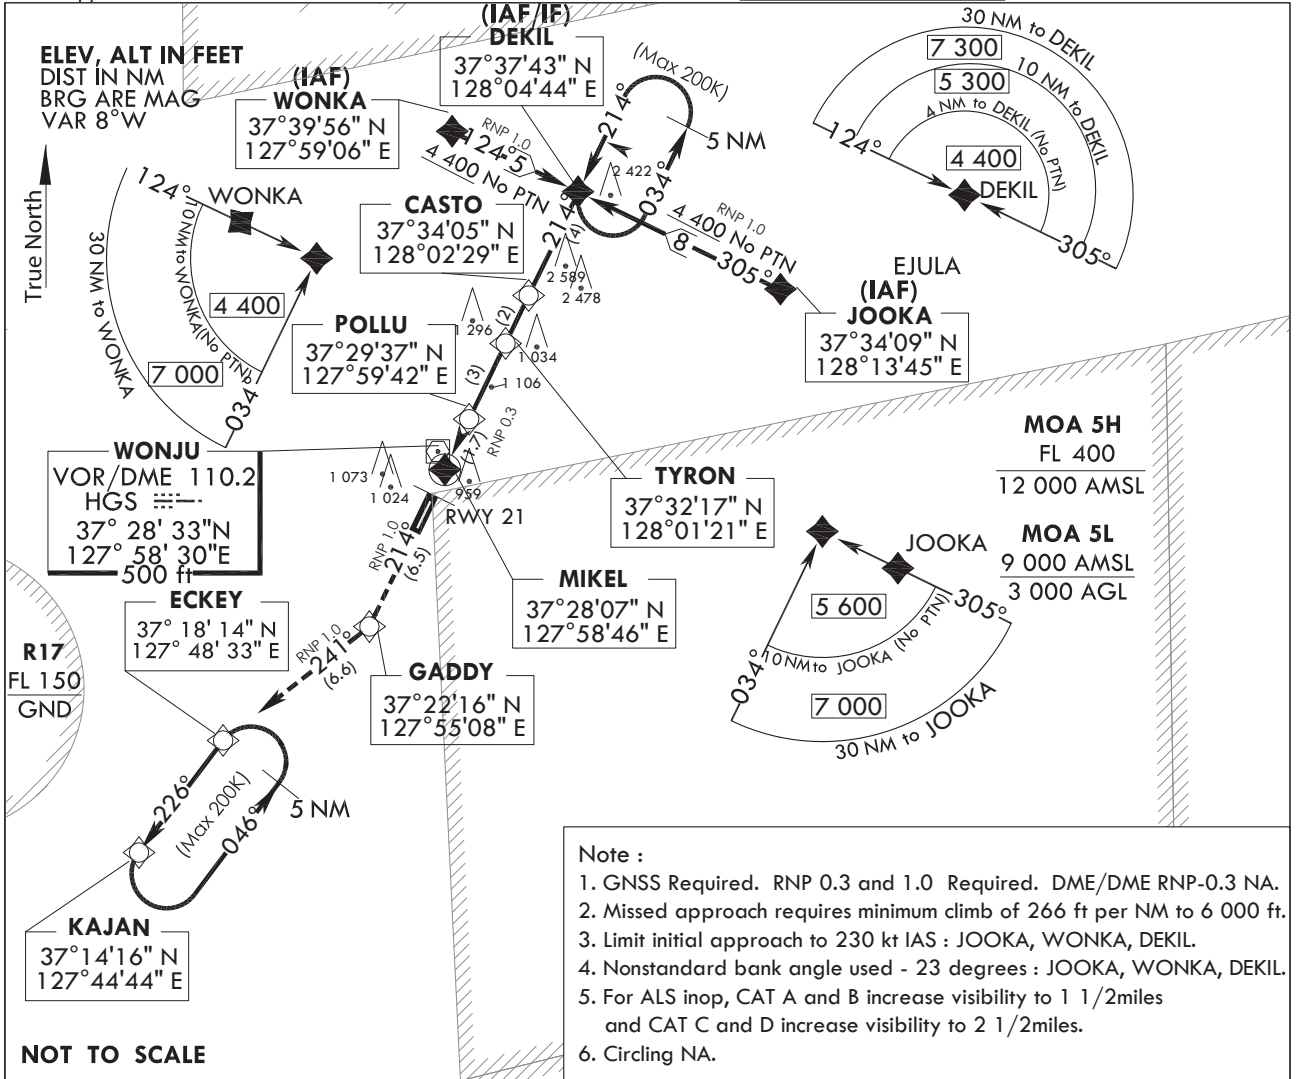 ELEV, ALT IN FEET
DIST IN NM
BRG ARE MAG
VAR 8°W
True North
(IAF/IF)
DEKIL
37°37'43" N
128°04'44" E
(IAF)
WONKA
37°39'56" N
127°59'06" E
RNP 1.0
124°
5
4 400 No PTN
214°
(Max 200K)
5 NM
034°
2 422
30 NM to DEKIL
7 300
5 300
10 NM to DEKIL
4 NM to DEKIL (No PTN)
4 400
124°
DEKIL
305°
124°
WONKA
10 NM to WONKA (No PTN)
30 NM to WONKA
4 400
7 000
034°
CASTO
37°34'05" N
128°02'29" E
214°
(4)
4 400 No PTN
RNP 1.0
8
305°
EJULA
(IAF)
JOOKA
37°34'09" N
128°13'45" E
2 589
2 478
POLLU
37°29'37" N
127°59'42" E
1 296
(2)
1 034
(3)
1 106
(1.7)
RNP 0.3
WONJU
VOR/DME 110.2
HGS
37° 28' 33"N
127° 58' 30"E
500 ft
1 073
1 024
959
RWY 21
TYRON
37°32'17" N
128°01'21" E
MOA 5H
FL 400
12 000 AMSL
MOA 5L
9 000 AMSL
3 000 AGL
RNP 1.0
214°
(6.5)
MIKEL
37°28'07" N
127°58'46" E
JOOKA
5 600
305°
10 NM to JOOKA (No PTN)
034°
7 000
30 NM to JOOKA
ECKEY
37° 18' 14" N
127° 48' 33" E
R17
FL 150
GND
RNP 1.0
241°
(6.6)
GADDY
37°22'16" N
127°55'08" E
226°
(Max 200K)
046°
5 NM
KAJAN
37°14'16" N
127°44'44" E
NOT TO SCALE
Note :
1. GNSS Required. RNP 0.3 and 1.0 Required. DME/DME RNP-0.3 NA.
2. Missed approach requires minimum climb of 266 ft per NM to 6 000 ft.
3. Limit initial approach to 230 kt IAS : JOOKA, WONKA, DEKIL.
4. Nonstandard bank angle used - 23 degrees : JOOKA, WONKA, DEKIL.
5. For ALS inop, CAT A and B increase visibility to 1 1/2miles
and CAT C and D increase visibility to 2 1/2miles.
6. Circling NA.